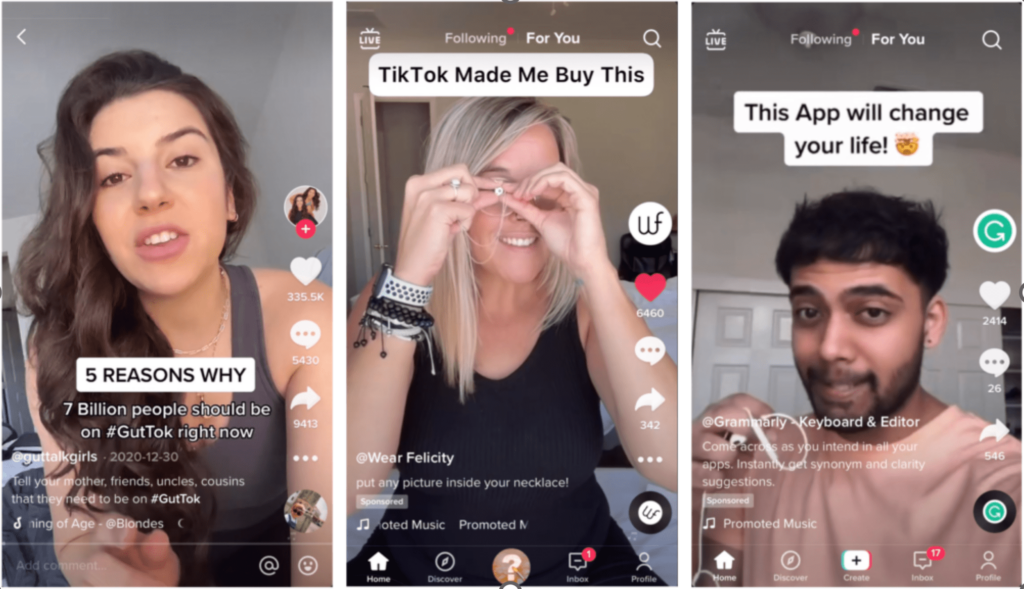 5 REASONS WHY
7 Billion people should be
on #GutTok right now
@guttalkgirls · 2020-12-30
Tell your mother, friends, uncles, cousins
that they need to be on #GutTok
ning of Age - @Blondes
Add comment...
335.5K
5430
9413
LIVE
Following
For You
TikTok Made Me Buy This
wf
6460
342
@Wear Felicity
put any picture inside your necklace!
Sponsored
oted Music Promoted M
wf
Home
Discover
?
1
Inbox
Profile
LIVE
Following
For You
This App will change
your life! 🤯
G
2414
26
546
@Grammarly - Keyboard & Editor
Come across as you intend in all your
apps. Instantly get synonym and clarity
suggestions.
Sponsored
Promoted Music
G
Home
Discover
Create
17
Inbox
Profile